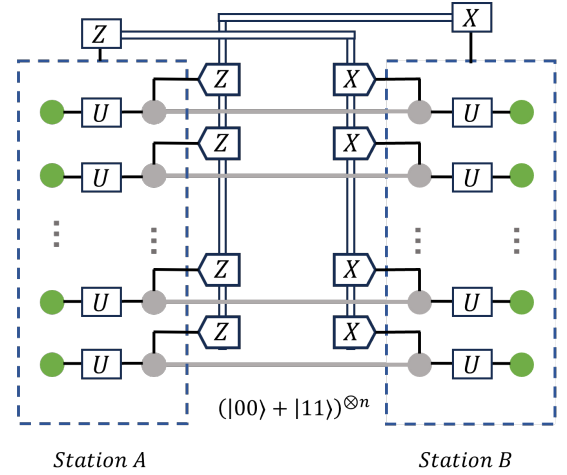 X
Z
Z X
U U
Z X
U U
Z X
U U
Z X
U U
(|00⟩ + |11⟩)^{⊗n}
Station A Station B